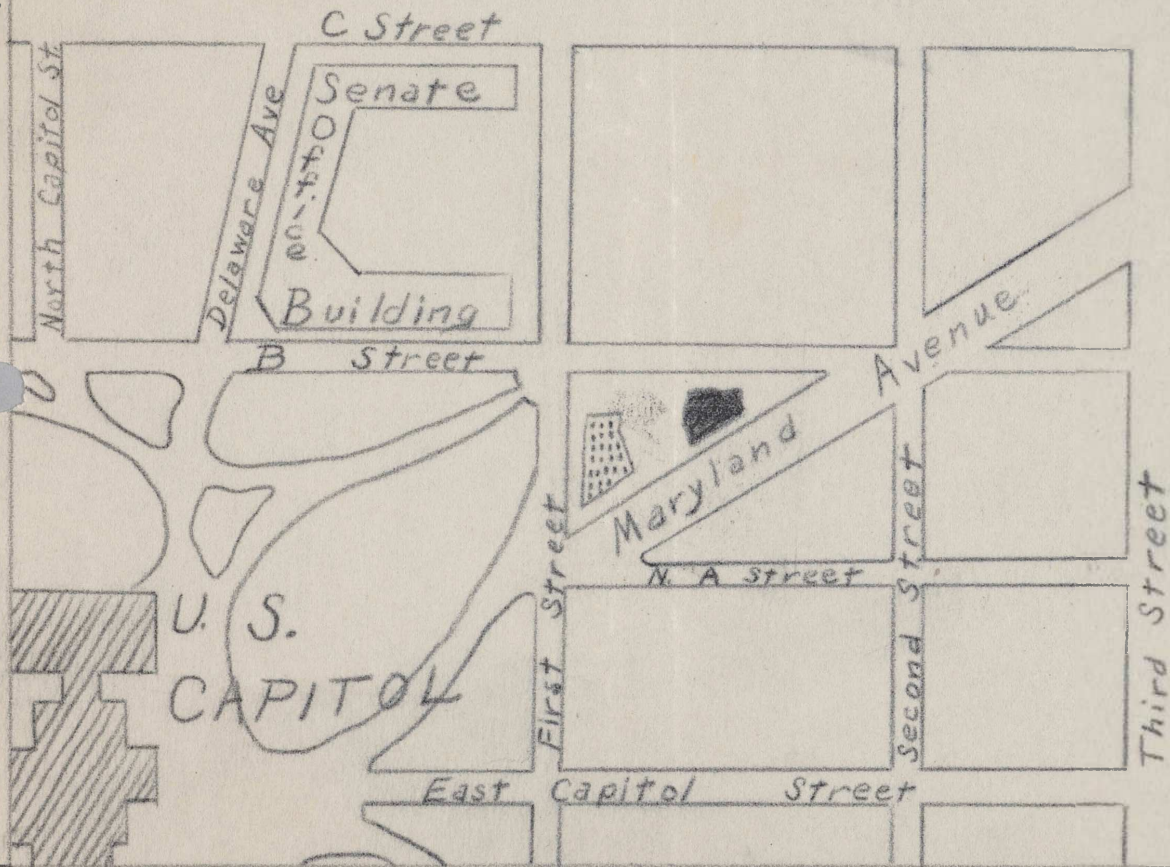 C Street
North Capitol St.
Delaware Ave
Senate
Office
Building
B Street
Maryland Avenue
N. A Street
First Street
Second Street
Third Street
U. S.
CAPITOL
East Capitol Street